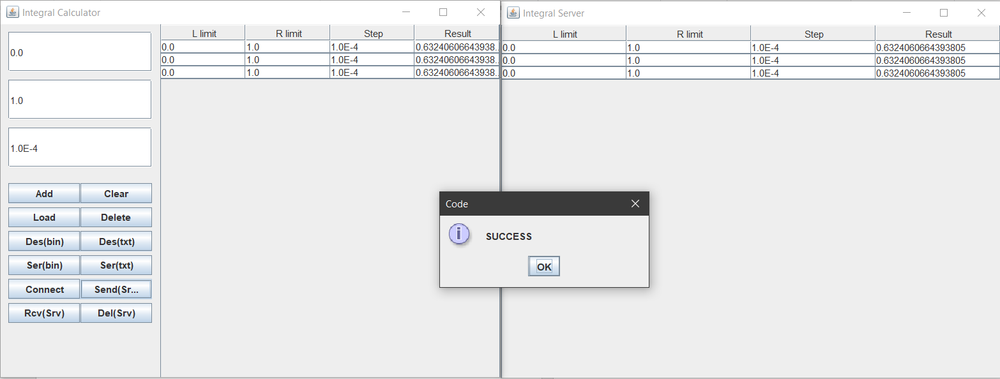 Integral Calculator
0.0
1.0
1.0E-4
Add Clear
Load Delete
Des(bin) Des(txt)
Ser(bin) Ser(txt)
Connect Send(Sr...
Rcv(Srv) Del(Srv)
L limit R limit Step Result
0.0 1.0 1.0E-4 0.63240606643938...
0.0 1.0 1.0E-4 0.63240606643938...
0.0 1.0 1.0E-4 0.63240606643938...
Integral Server
L limit R limit Step Result
0.0 1.0 1.0E-4 0.6324060664393805
0.0 1.0 1.0E-4 0.6324060664393805
0.0 1.0 1.0E-4 0.6324060664393805
Code
SUCCESS
OK